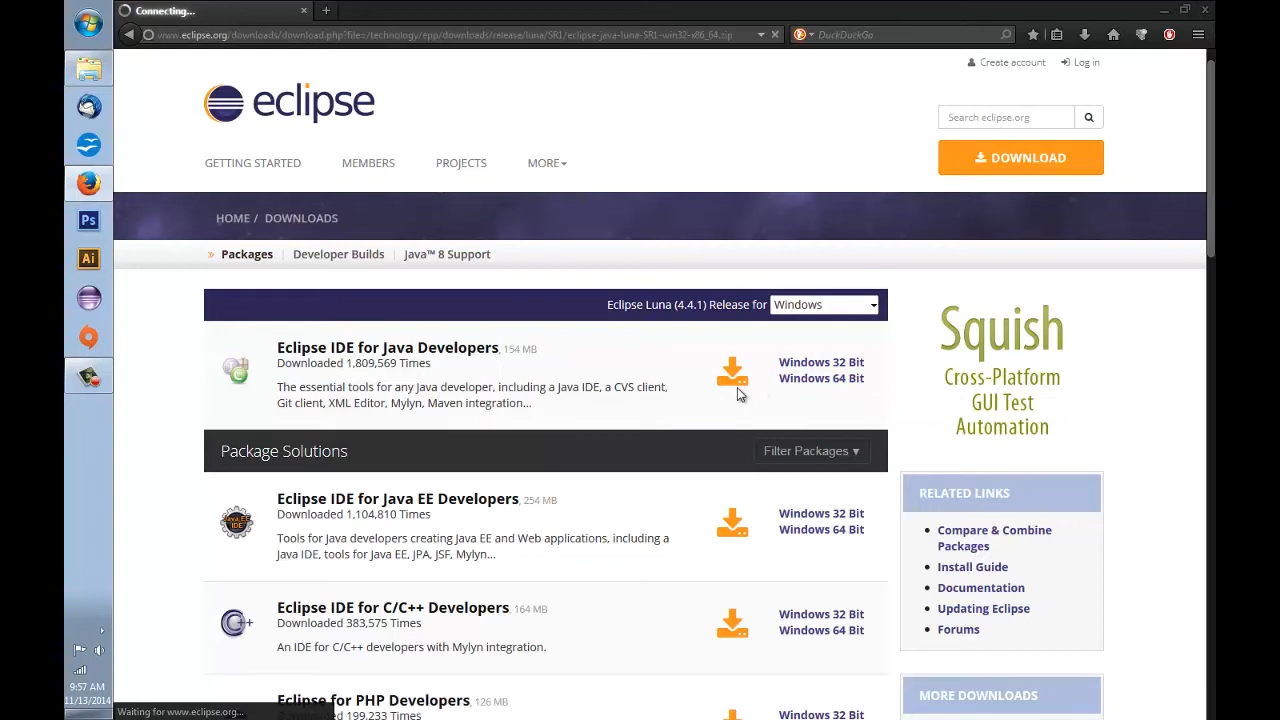 Connecting...
www.eclipse.org/downloads/download.php?file=/technology/epp/downloads/release/luna/SR1/eclipse-java-luna-SR1-win32-x86_64.zip
DuckDuckGo
Create account
Log in
eclipse
Search eclipse.org
DOWNLOAD
GETTING STARTED
MEMBERS
PROJECTS
MORE
HOME / DOWNLOADS
» Packages
Developer Builds
Java™ 8 Support
Eclipse Luna (4.4.1) Release for
Windows
Eclipse IDE for Java Developers, 154 MB
Downloaded 1,809,569 Times
The essential tools for any Java developer, including a Java IDE, a CVS client,
Git client, XML Editor, Mylyn, Maven integration...
Windows 32 Bit
Windows 64 Bit
Package Solutions
Filter Packages ▾
Eclipse IDE for Java EE Developers, 254 MB
Downloaded 1,104,810 Times
Tools for Java developers creating Java EE and Web applications, including a
Java IDE, tools for Java EE, JPA, JSF, Mylyn...
Java EE
IDE
Windows 32 Bit
Windows 64 Bit
Eclipse IDE for C/C++ Developers, 164 MB
Downloaded 383,575 Times
An IDE for C/C++ developers with Mylyn integration.
C++
Windows 32 Bit
Windows 64 Bit
Eclipse for PHP Developers, 126 MB
Downloaded 199,233 Times
Windows 32 Bit
Squish
Cross-Platform
GUI Test
Automation
RELATED LINKS
Compare & Combine
Packages
Install Guide
Documentation
Updating Eclipse
Forums
MORE DOWNLOADS
Ps
Ai
9:57 AM
11/13/2014
Waiting for www.eclipse.org...